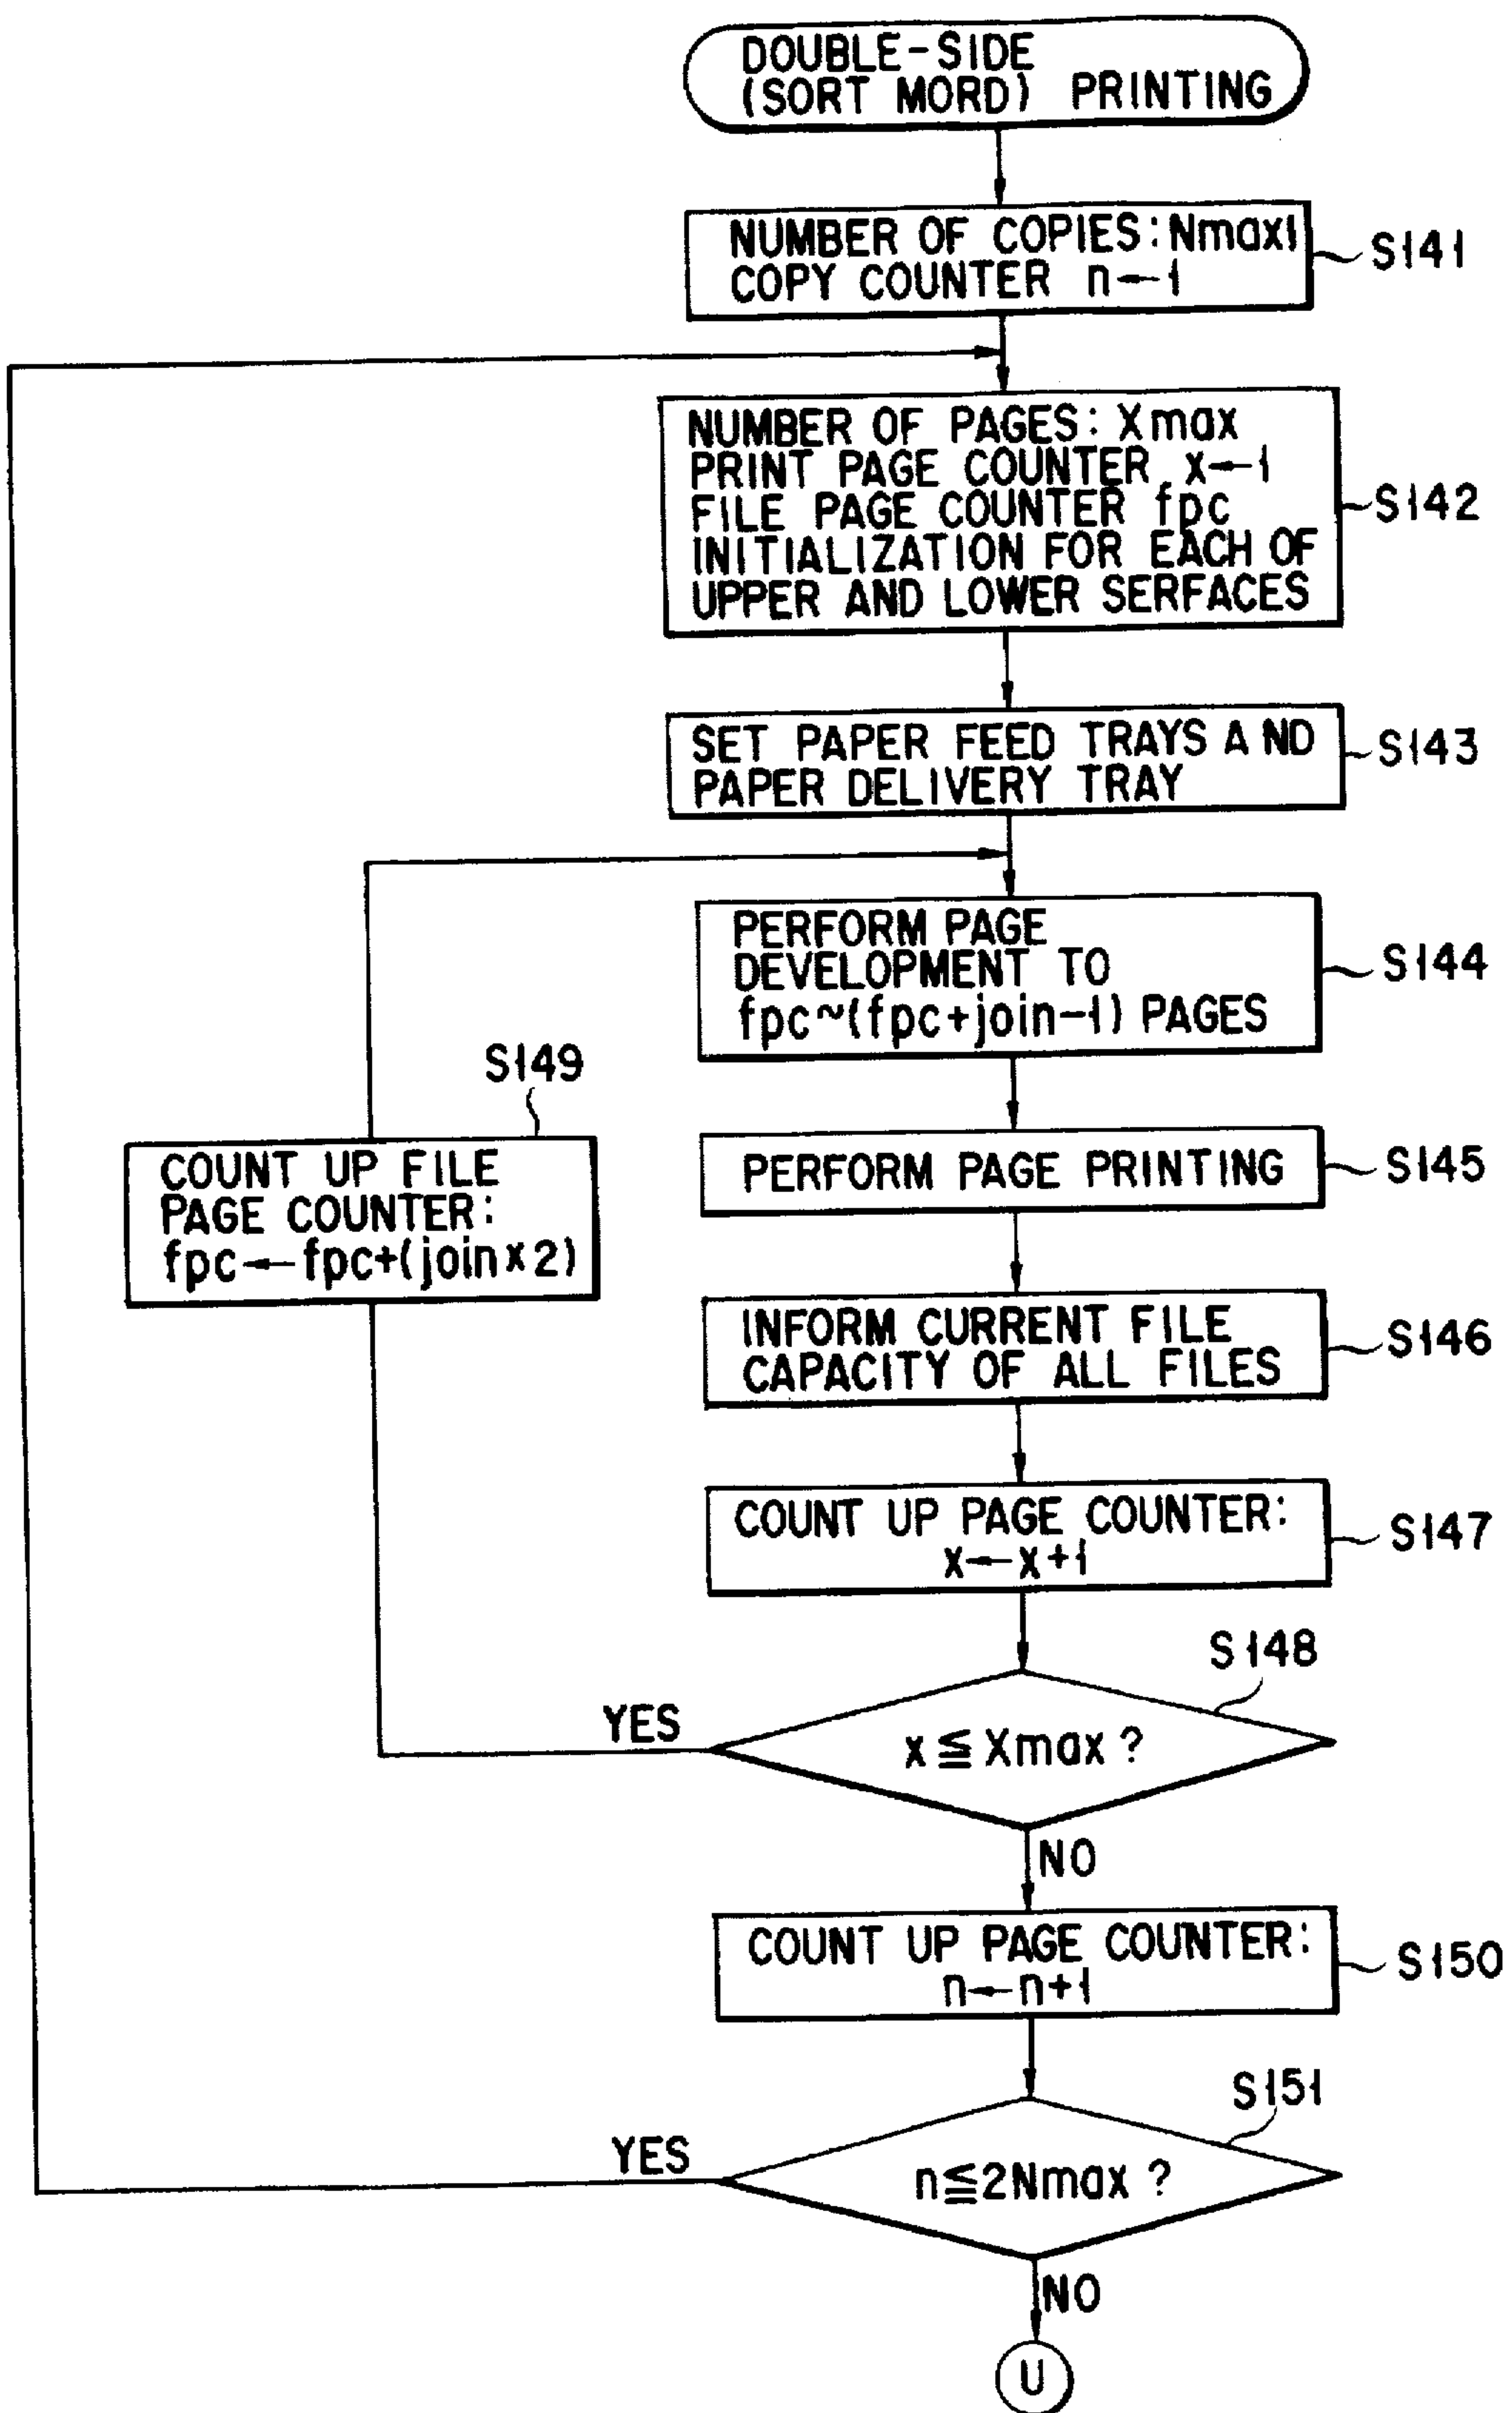 DOUBLE-SIDE
(SORT MORD) PRINTING
NUMBER OF COPIES: Nmax1
COPY COUNTER n←1
S141
NUMBER OF PAGES: Xmax
PRINT PAGE COUNTER x←1
FILE PAGE COUNTER fpc
INITIALIZATION FOR EACH OF
UPPER AND LOWER SERFACES
S142
SET PAPER FEED TRAYS AND
PAPER DELIVERY TRAY
S143
PERFORM PAGE
DEVELOPMENT TO
fpc~(fpc+join-1) PAGES
S144
S149
COUNT UP FILE
PAGE COUNTER:
fpc←fpc+(join×2)
PERFORM PAGE PRINTING
S145
INFORM CURRENT FILE
CAPACITY OF ALL FILES
S146
COUNT UP PAGE COUNTER:
x←x+1
S147
S148
YES
x≦Xmax?
NO
COUNT UP PAGE COUNTER:
n←n+1
S150
S151
YES
n≦2Nmax?
NO
U